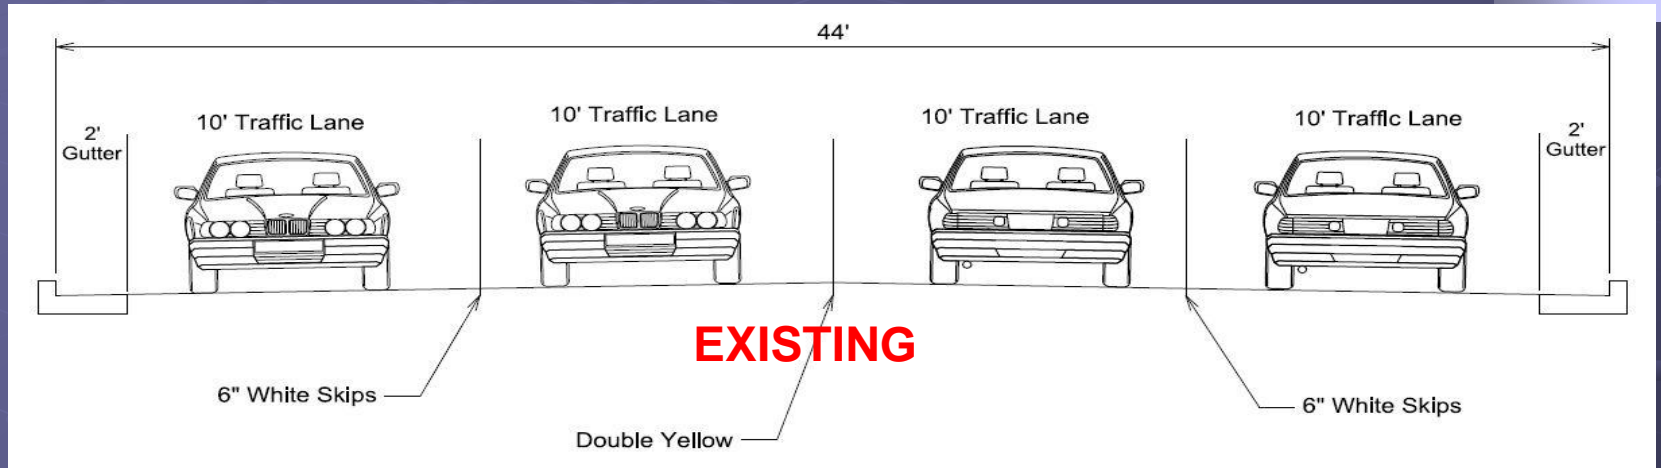 44'
2'
Gutter
10' Traffic Lane
10' Traffic Lane
10' Traffic Lane
10' Traffic Lane
2'
Gutter
EXISTING
6" White Skips
Double Yellow
6" White Skips